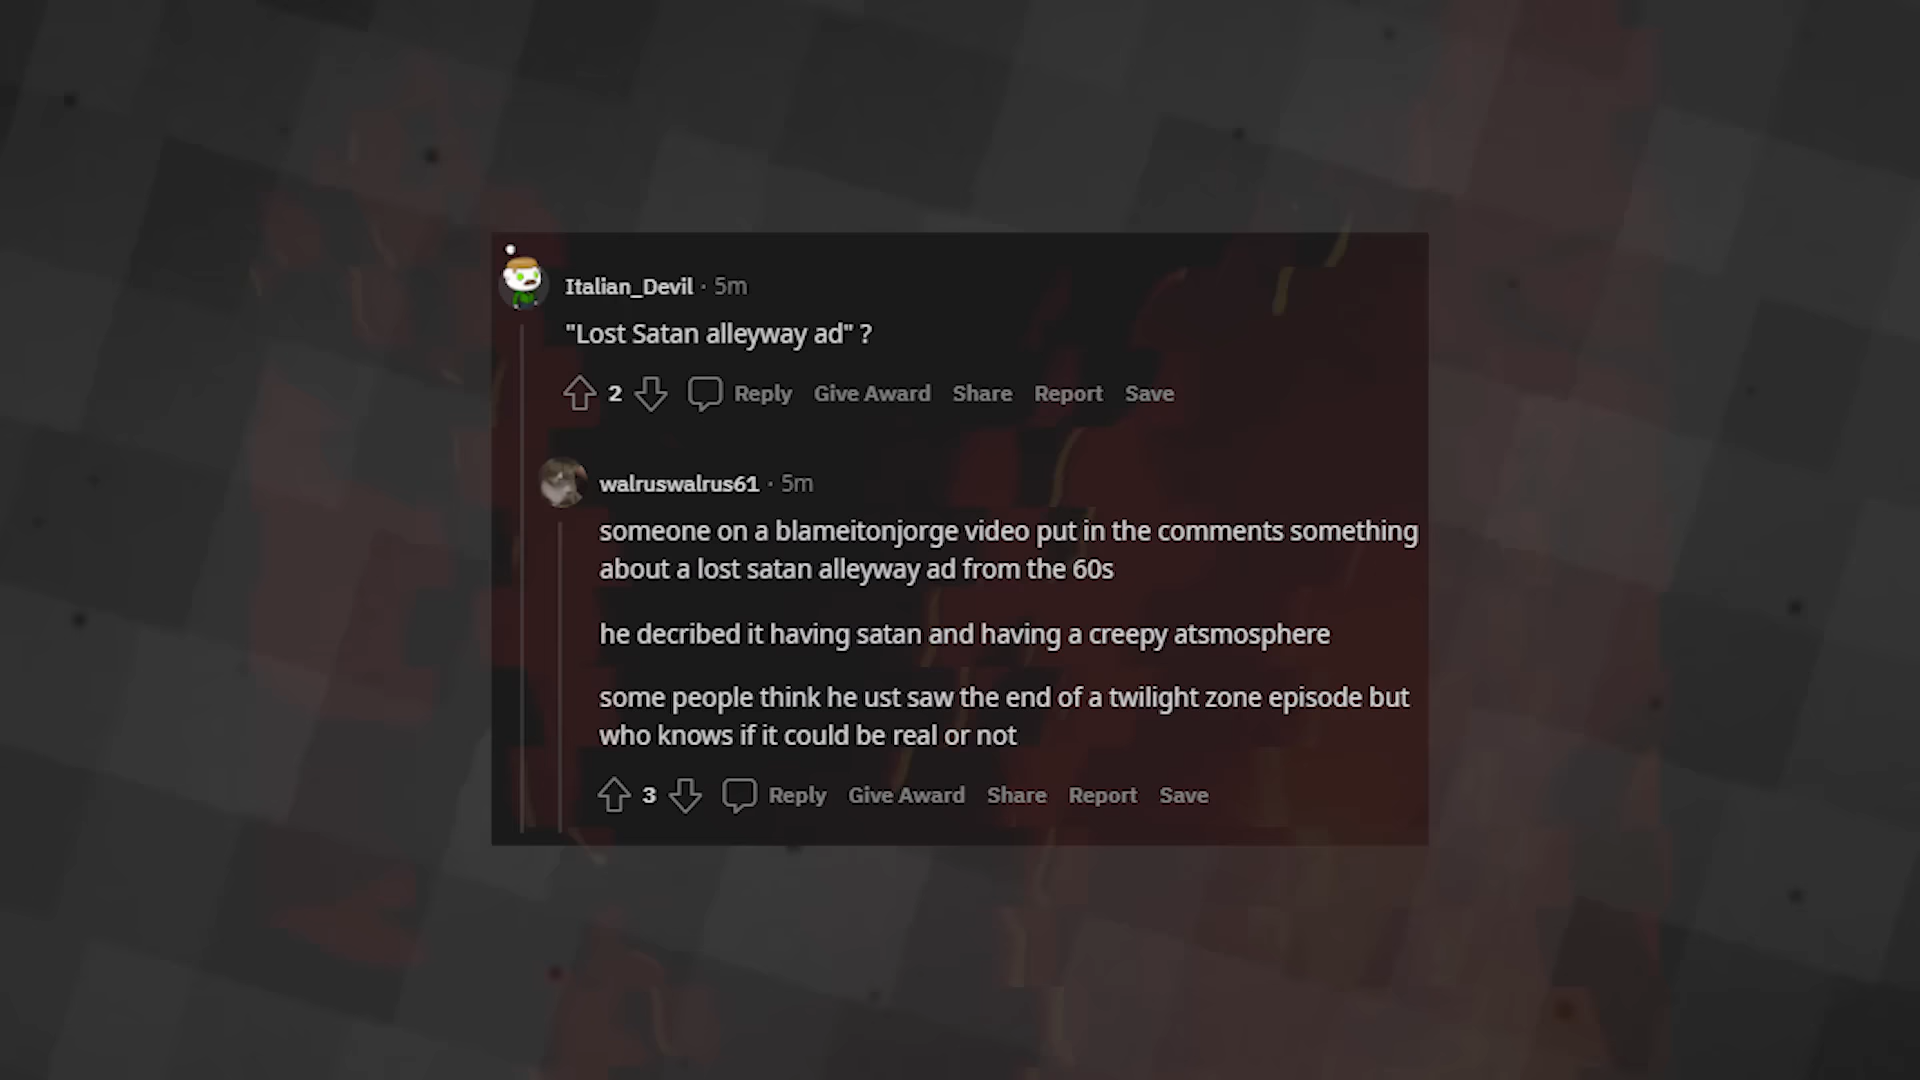 Italian_Devil · 5m
"Lost Satan alleyway ad" ?
2 Reply Give Award Share Report Save
walruswalrus61 · 5m
someone on a blameitonjorge video put in the comments something
about a lost satan alleyway ad from the 60s
he decribed it having satan and having a creepy atsmosphere
some people think he ust saw the end of a twilight zone episode but
who knows if it could be real or not
3 Reply Give Award Share Report Save